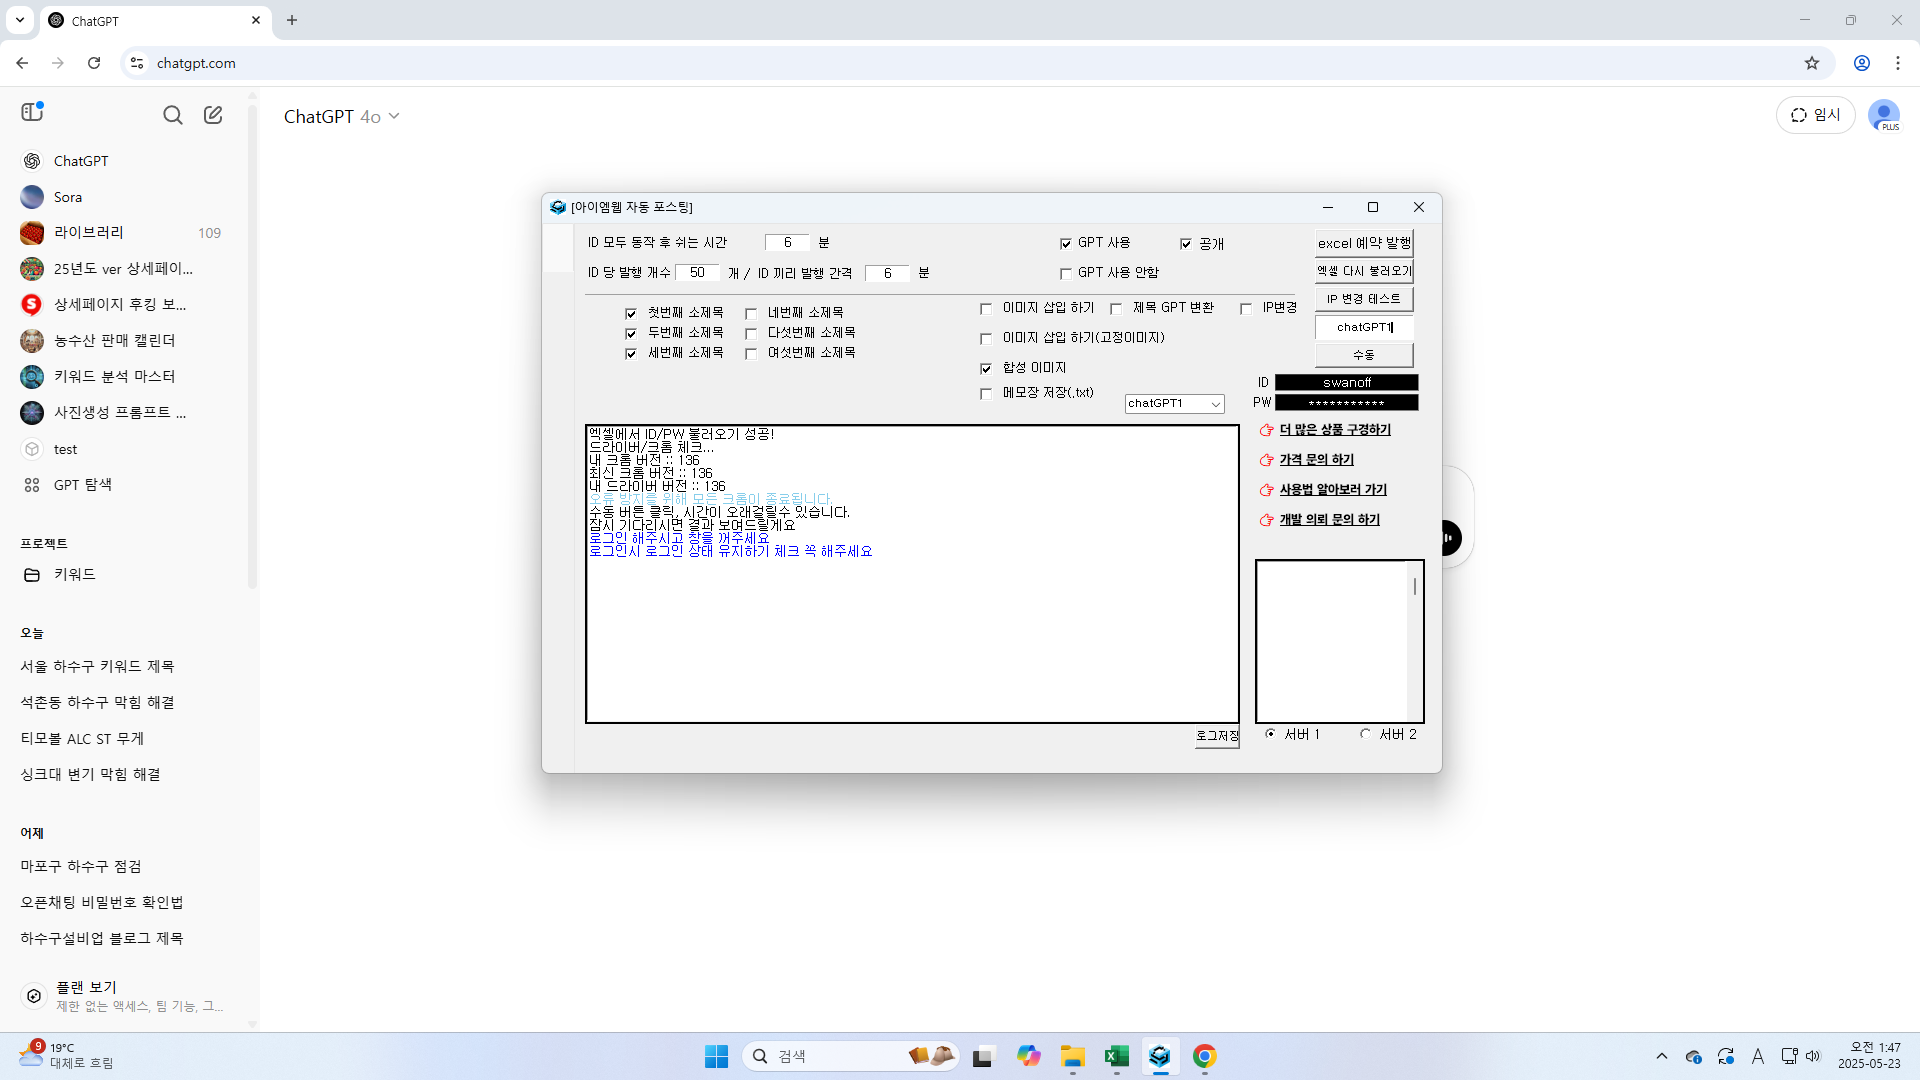 ChatGPT
chatgpt.com
ChatGPT 4o
임시
PLUS
ChatGPT
Sora
라이브러리 109
25년도 ver 상세페이...
상세페이지 후킹 보...
농수산 판매 캘린더
키워드 분석 마스터
사진생성 프롬프트 ...
test
GPT 탐색
프로젝트
키워드
오늘
서울 하수구 키워드 제목
석촌동 하수구 막힘 해결
티모볼 ALC ST 무게
싱크대 변기 막힘 해결
어제
마포구 하수구 점검
오픈채팅 비밀번호 확인법
하수구설비업 블로그 제목
플랜 보기
제한 없는 액세스, 팀 기능, 그...
[아이엠웹 자동 포스팅]
ID 모두 동작 후 쉬는 시간 6 분
GPT 사용 공개
excel 예약 발행
ID 당 발행 개수 50 개 / ID 끼리 발행 간격 6 분
GPT 사용 안함
엑셀 다시 불러오기
IP 변경 테스트
첫번째 소제목 네번째 소제목
두번째 소제목 다섯번째 소제목
세번째 소제목 여섯번째 소제목
이미지 삽입 하기 제목 GPT 변환 IP변경
이미지 삽입 하기(고정이미지)
합성 이미지
메모장 저장(.txt)
chatGPT1
chatGPT1
수동
ID swanoff
PW ***********
더 많은 상품 구경하기
가격 문의 하기
사용법 알아보러 가기
개발 의뢰 문의 하기
엑셀에서 ID/PW 불러오기 성공!
드라이버/크롬 체크...
내 크롬 버전 :: 136
최신 크롬 버전 :: 136
내 드라이버 버전 :: 136
오류 방지를 위해 모든 크롬이 종료됩니다.
수동 버튼 클릭, 시간이 오래걸릴수 있습니다.
잠시 기다리시면 결과 보여드릴게요
로그인 해주시고 창을 꺼주세요
로그인시 로그인 상태 유지하기 체크 꼭 해주세요
로그저장
서버 1 서버 2
9
19°C
대체로 흐림
검색
A
오전 1:47
2025-05-23